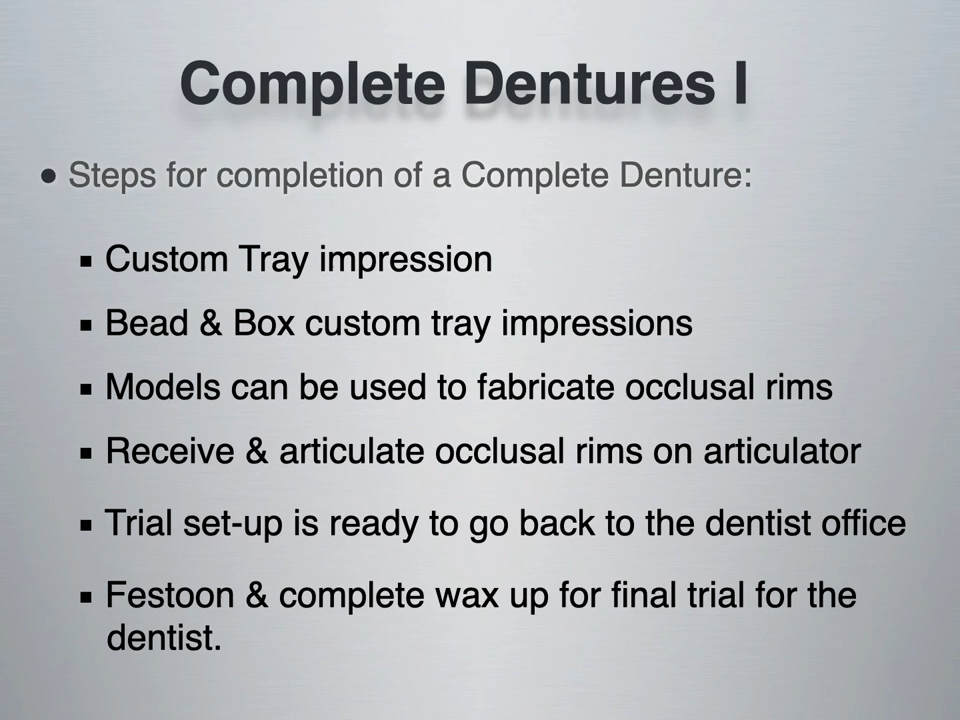 Complete Dentures I
• Steps for completion of a Complete Denture:
▪ Custom Tray impression
▪ Bead & Box custom tray impressions
▪ Models can be used to fabricate occlusal rims
▪ Receive & articulate occlusal rims on articulator
▪ Trial set-up is ready to go back to the dentist office
▪ Festoon & complete wax up for final trial for the
dentist.